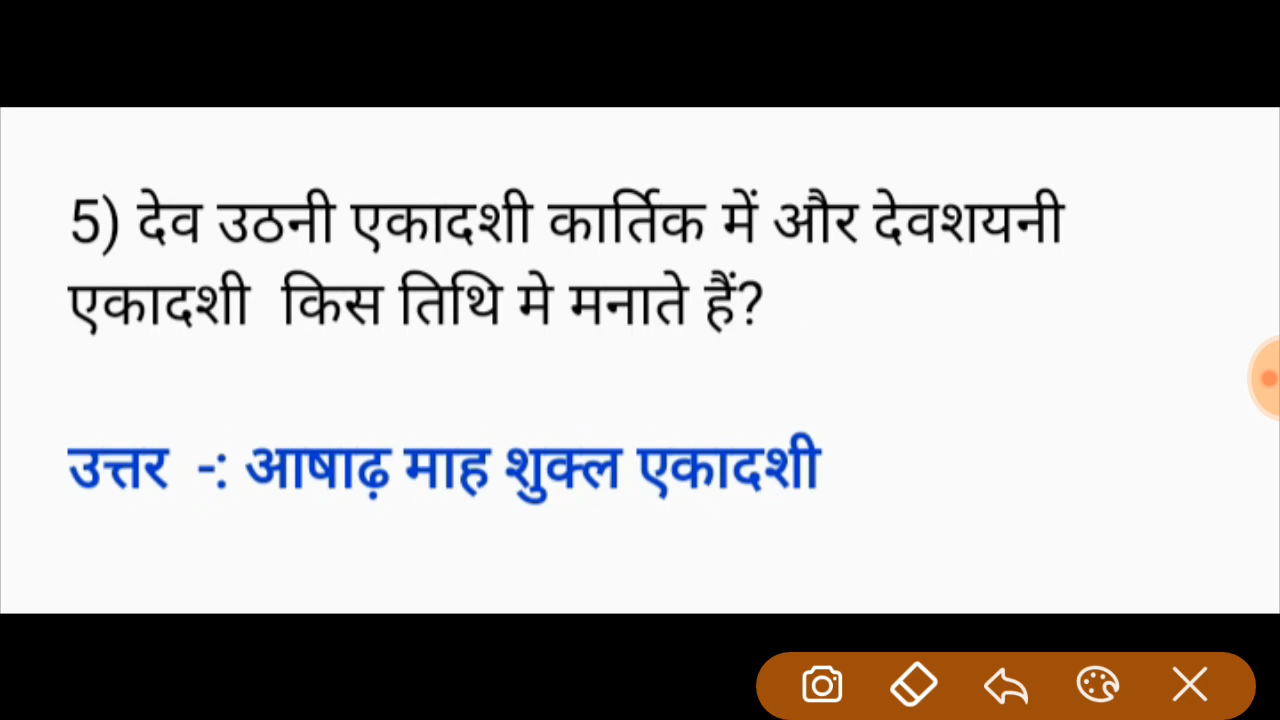 5) देव उठनी एकादशी कार्तिक में और देवशयनी
एकादशी  किस तिथि मे मनाते हैं?
उत्तर  -: आषाढ़ माह शुक्ल एकादशी